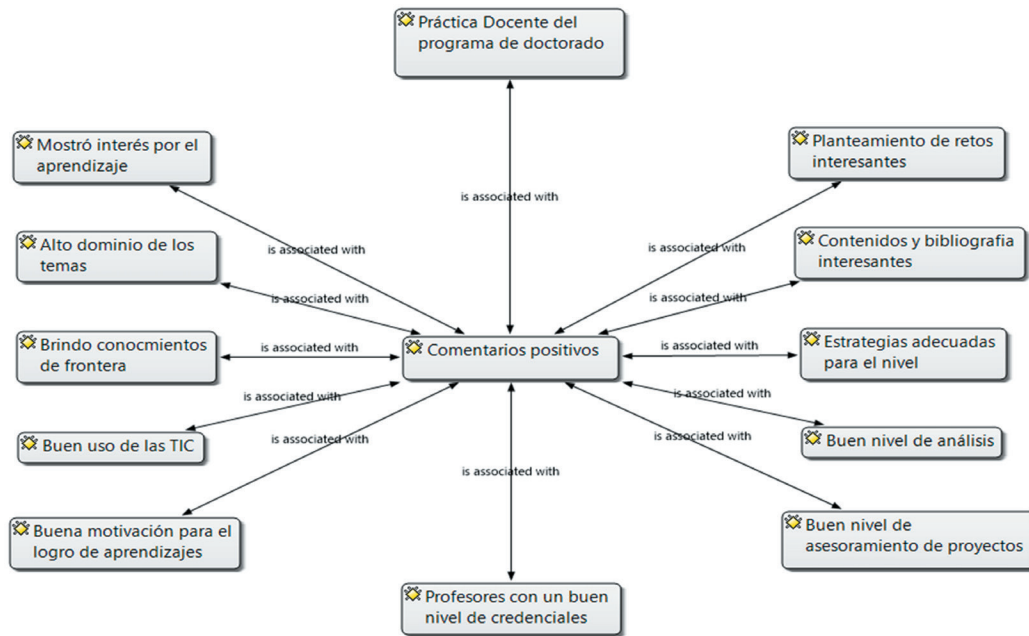 Práctica Docente del
programa de doctorado
Mostró interés por el
aprendizaje
Planteamiento de retos
interesantes
is associated with
is associated with
is associated with
Alto dominio de los
temas
Contenidos y bibliografia
interesantes
is associated with
is associated with
Brindo conocmientos
de frontera
is associated with
Comentarios positivos
is associated with
Estrategias adecuadas
para el nivel
is associated with
is associated with
Buen uso de las TIC
is associated with
is associated with
Buen nivel de análisis
is associated with
Buena motivación para el
logro de aprendizajes
Buen nivel de
asesoramiento de proyectos
Profesores con un buen
nivel de credenciales